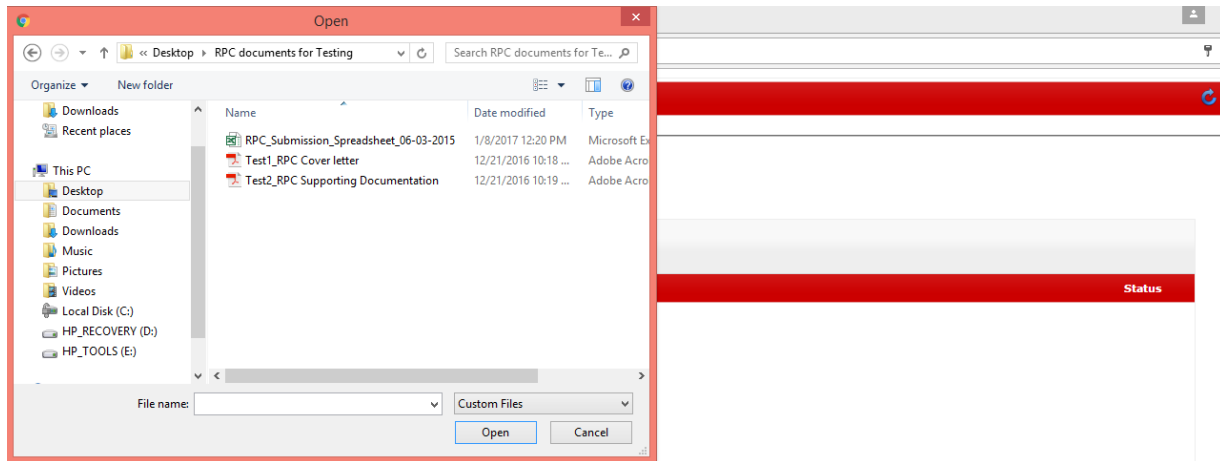 Open
« Desktop RPC documents for Testing
Search RPC documents for Te...
Organize New folder
Downloads
Recent places
This PC
Desktop
Documents
Downloads
Music
Pictures
Videos
Local Disk (C:)
HP_RECOVERY (D:)
HP_TOOLS (E:)
Name Date modified Type
RPC_Submission_Spreadsheet_06-03-2015 1/8/2017 12:20 PM Microsoft Ex
Test1_RPC Cover letter 12/21/2016 10:18 ... Adobe Acro
Test2_RPC Supporting Documentation 12/21/2016 10:19 ... Adobe Acro
File name: Custom Files
Open Cancel
Status